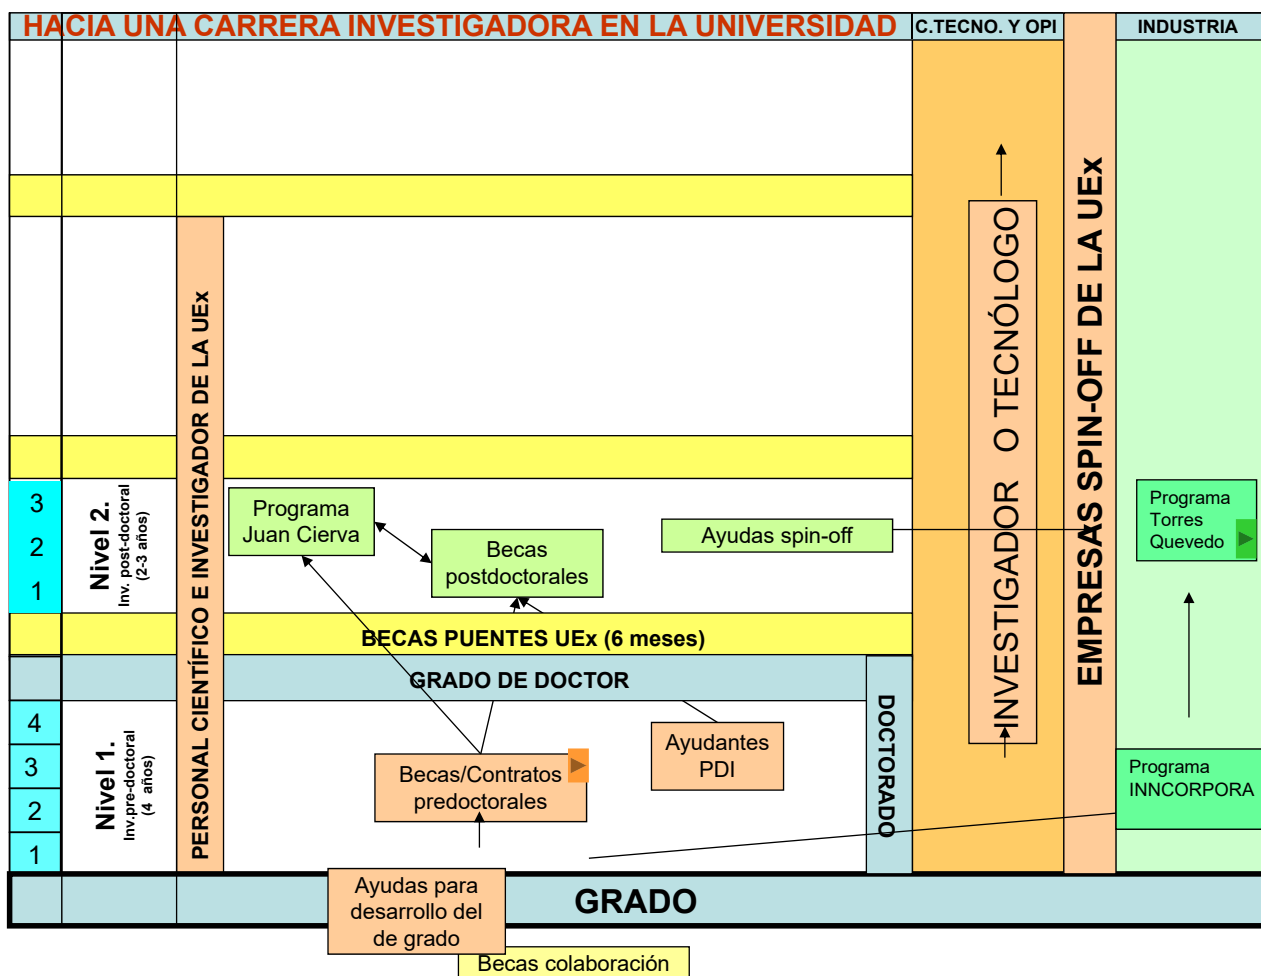 HACIA UNA CARRERA INVESTIGADORA EN LA UNIVERSIDAD
C.TECNO. Y OPI
INDUSTRIA
EMPRESAS SPIN-OFF DE LA UEx
INVESTIGADOR O TECNÓLOGO
PERSONAL CIENTÍFICO E INVESTIGADOR DE LA UEx
3
2
1
Nivel 2.
Inv. post-doctoral
(2-3 años)
Programa
Juan Cierva
Becas
postdoctorales
Ayudas spin-off
Programa
Torres
Quevedo
BECAS PUENTES UEx (6 meses)
GRADO DE DOCTOR
DOCTORADO
4
3
2
1
Nivel 1.
Inv.pre-doctoral
(4 años)
Becas/Contratos
predoctorales
Ayudantes
PDI
Programa
INNCORPORA
Ayudas para
desarrollo del
de grado
GRADO
Becas colaboración